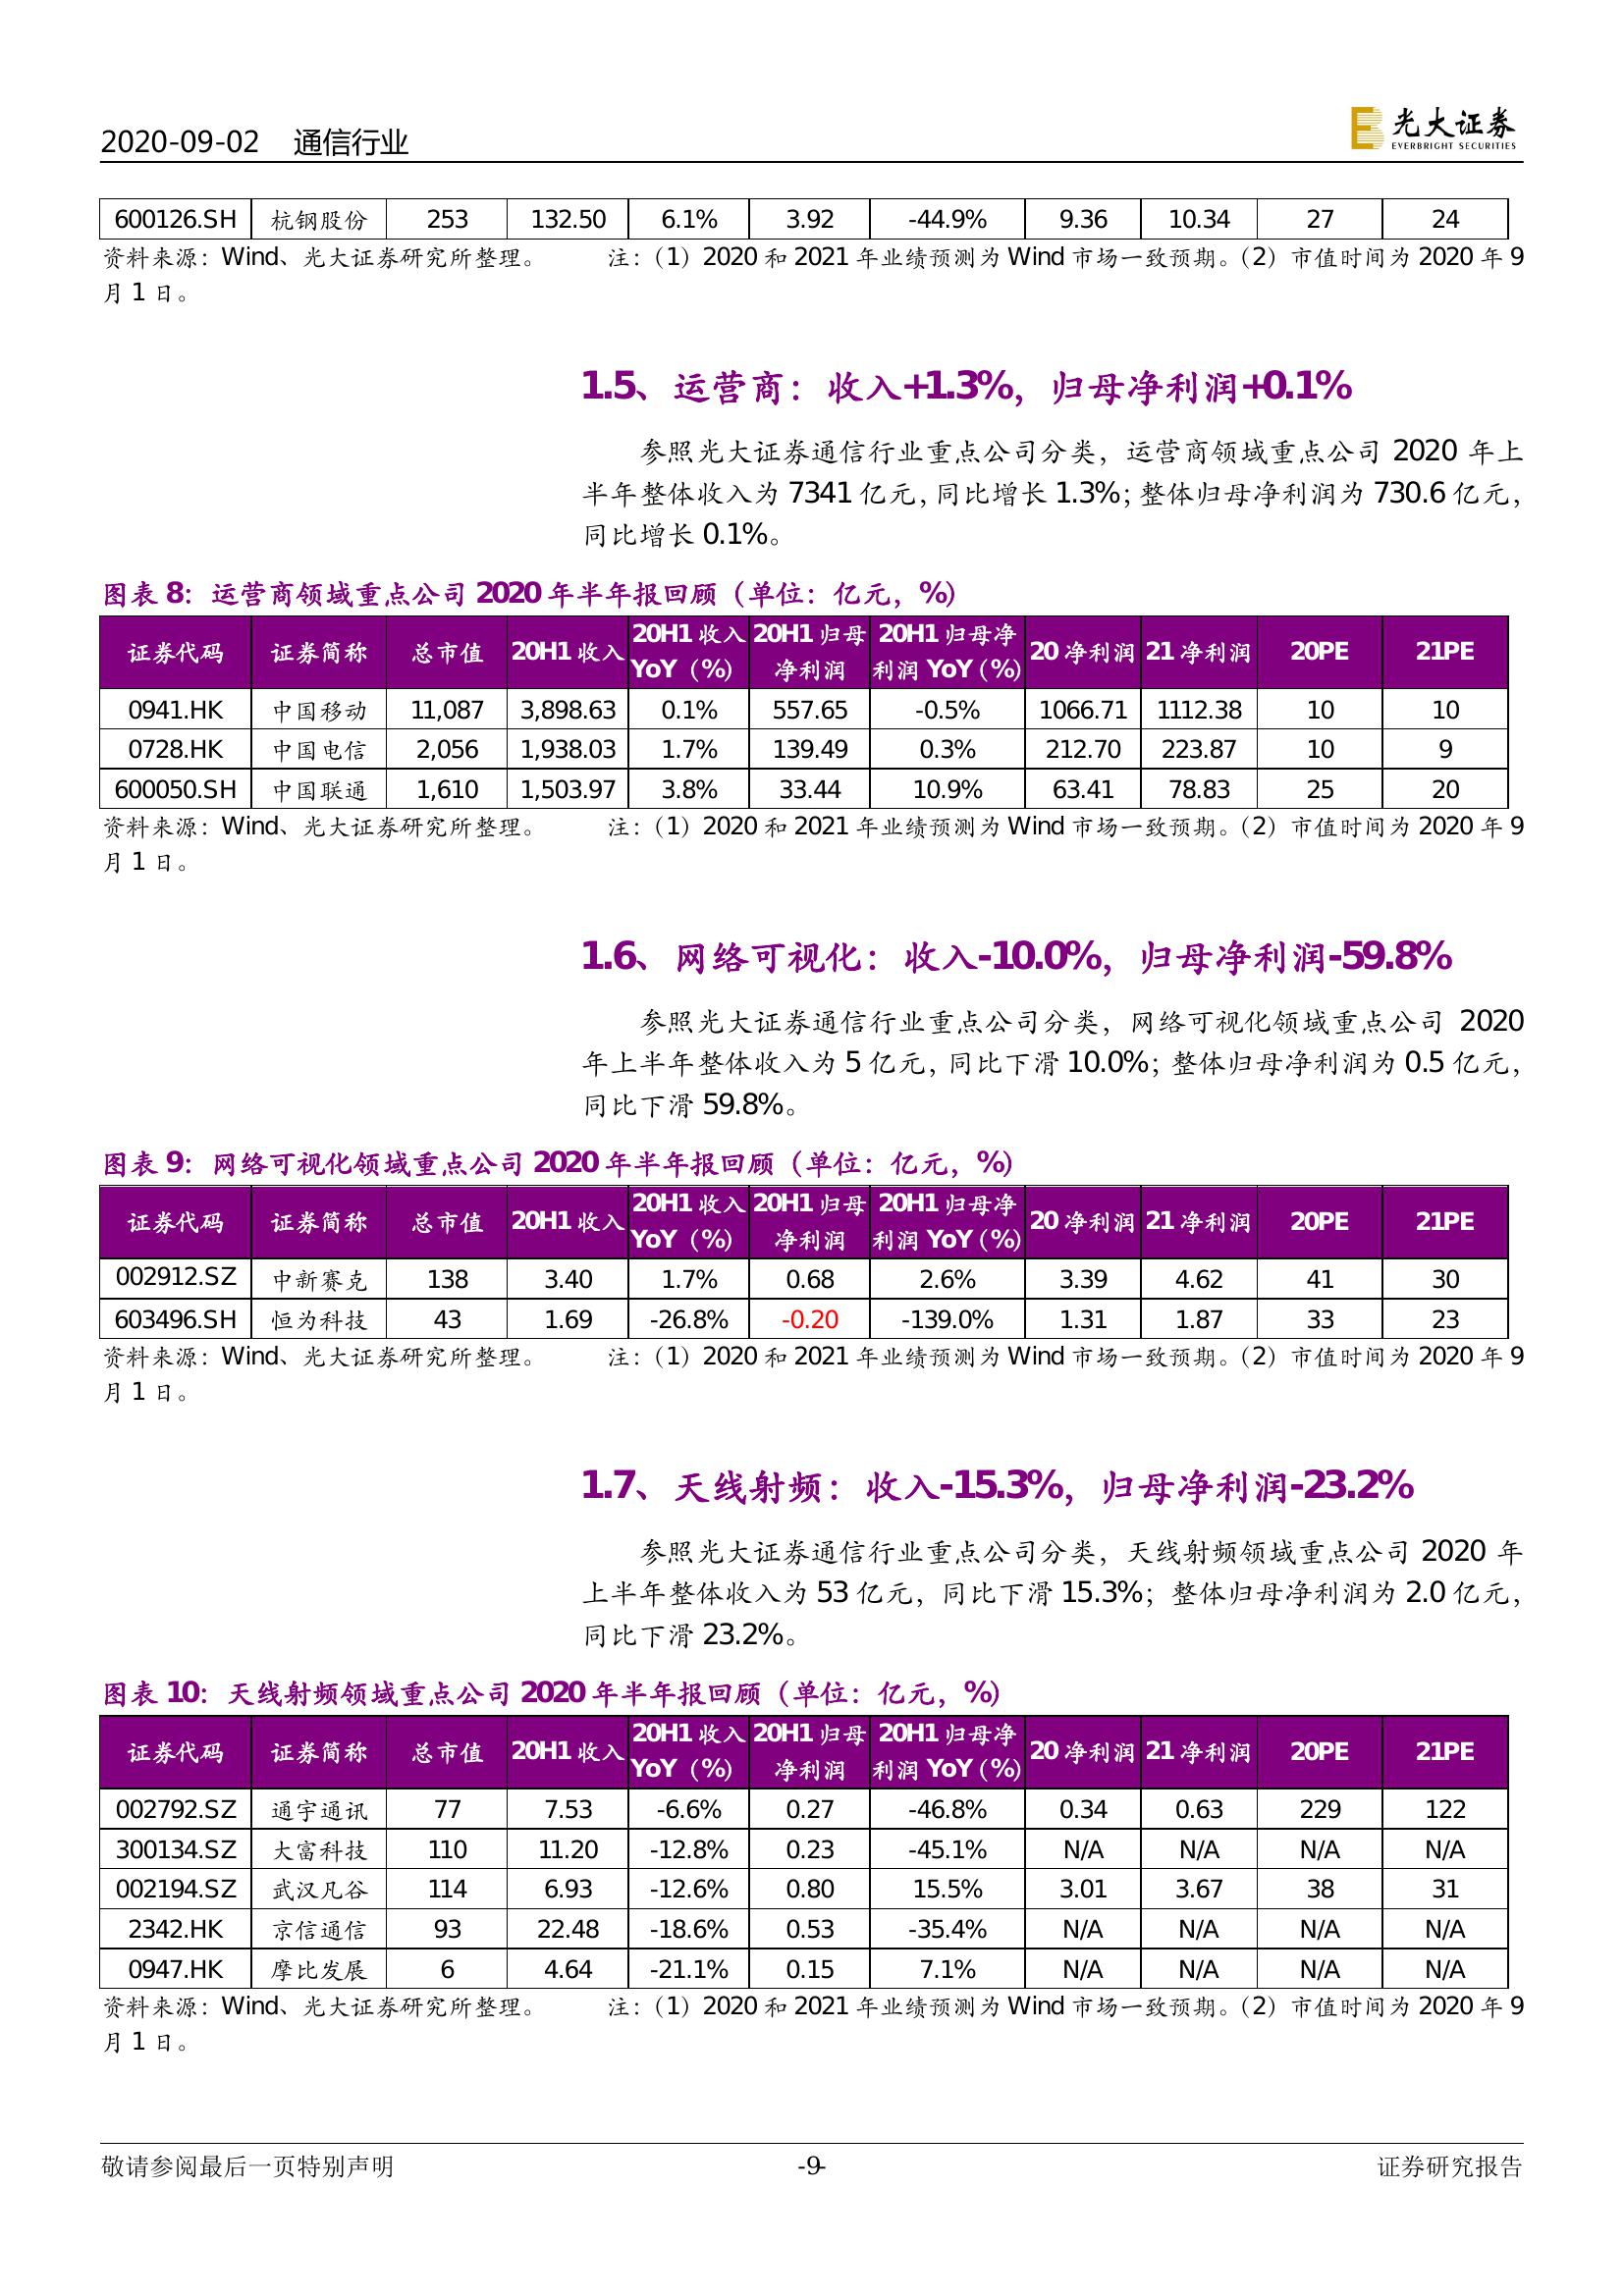 2020-09-02 通信行业
光大证券
EVERBRIGHT SECURITIES
600126.SH 杭钢股份 253 132.50 6.1% 3.92 -44.9% 9.36 10.34 27 24
资料来源：Wind、光大证券研究所整理。 注：（1）2020 和 2021 年业绩预测为 Wind 市场一致预期。（2）市值时间为 2020 年 9
月 1 日。
1.5、运营商：收入+1.3%，归母净利润+0.1%
参照光大证券通信行业重点公司分类，运营商领域重点公司 2020 年上
半年整体收入为 7341 亿元，同比增长 1.3%；整体归母净利润为 730.6 亿元，
同比增长 0.1%。
图表 8：运营商领域重点公司 2020 年半年报回顾（单位：亿元，%）
证券代码 证券简称 总市值 20H1 收入 20H1 收入 YoY（%） 20H1 归母净利润 20H1 归母净利润 YoY（%） 20 净利润 21 净利润 20PE 21PE
0941.HK 中国移动 11,087 3,898.63 0.1% 557.65 -0.5% 1066.71 1112.38 10 10
0728.HK 中国电信 2,056 1,938.03 1.7% 139.49 0.3% 212.70 223.87 10 9
600050.SH 中国联通 1,610 1,503.97 3.8% 33.44 10.9% 63.41 78.83 25 20
资料来源：Wind、光大证券研究所整理。 注：（1）2020 和 2021 年业绩预测为 Wind 市场一致预期。（2）市值时间为 2020 年 9
月 1 日。
1.6、网络可视化：收入-10.0%，归母净利润-59.8%
参照光大证券通信行业重点公司分类，网络可视化领域重点公司 2020
年上半年整体收入为 5 亿元，同比下滑 10.0%；整体归母净利润为 0.5 亿元，
同比下滑 59.8%。
图表 9：网络可视化领域重点公司 2020 年半年报回顾（单位：亿元，%）
证券代码 证券简称 总市值 20H1 收入 20H1 收入 YoY（%） 20H1 归母净利润 20H1 归母净利润 YoY（%） 20 净利润 21 净利润 20PE 21PE
002912.SZ 中新赛克 138 3.40 1.7% 0.68 2.6% 3.39 4.62 41 30
603496.SH 恒为科技 43 1.69 -26.8% -0.20 -139.0% 1.31 1.87 33 23
资料来源：Wind、光大证券研究所整理。 注：（1）2020 和 2021 年业绩预测为 Wind 市场一致预期。（2）市值时间为 2020 年 9
月 1 日。
1.7、天线射频：收入-15.3%，归母净利润-23.2%
参照光大证券通信行业重点公司分类，天线射频领域重点公司 2020 年
上半年整体收入为 53 亿元，同比下滑 15.3%；整体归母净利润为 2.0 亿元，
同比下滑 23.2%。
图表 10：天线射频领域重点公司 2020 年半年报回顾（单位：亿元，%）
证券代码 证券简称 总市值 20H1 收入 20H1 收入 YoY（%） 20H1 归母净利润 20H1 归母净利润 YoY（%） 20 净利润 21 净利润 20PE 21PE
002792.SZ 通宇通讯 77 7.53 -6.6% 0.27 -46.8% 0.34 0.63 229 122
300134.SZ 大富科技 110 11.20 -12.8% 0.23 -45.1% N/A N/A N/A N/A
002194.SZ 武汉凡谷 114 6.93 -12.6% 0.80 15.5% 3.01 3.67 38 31
2342.HK 京信通信 93 22.48 -18.6% 0.53 -35.4% N/A N/A N/A N/A
0947.HK 摩比发展 6 4.64 -21.1% 0.15 7.1% N/A N/A N/A N/A
资料来源：Wind、光大证券研究所整理。 注：（1）2020 和 2021 年业绩预测为 Wind 市场一致预期。（2）市值时间为 2020 年 9
月 1 日。
敬请参阅最后一页特别声明 -9- 证券研究报告